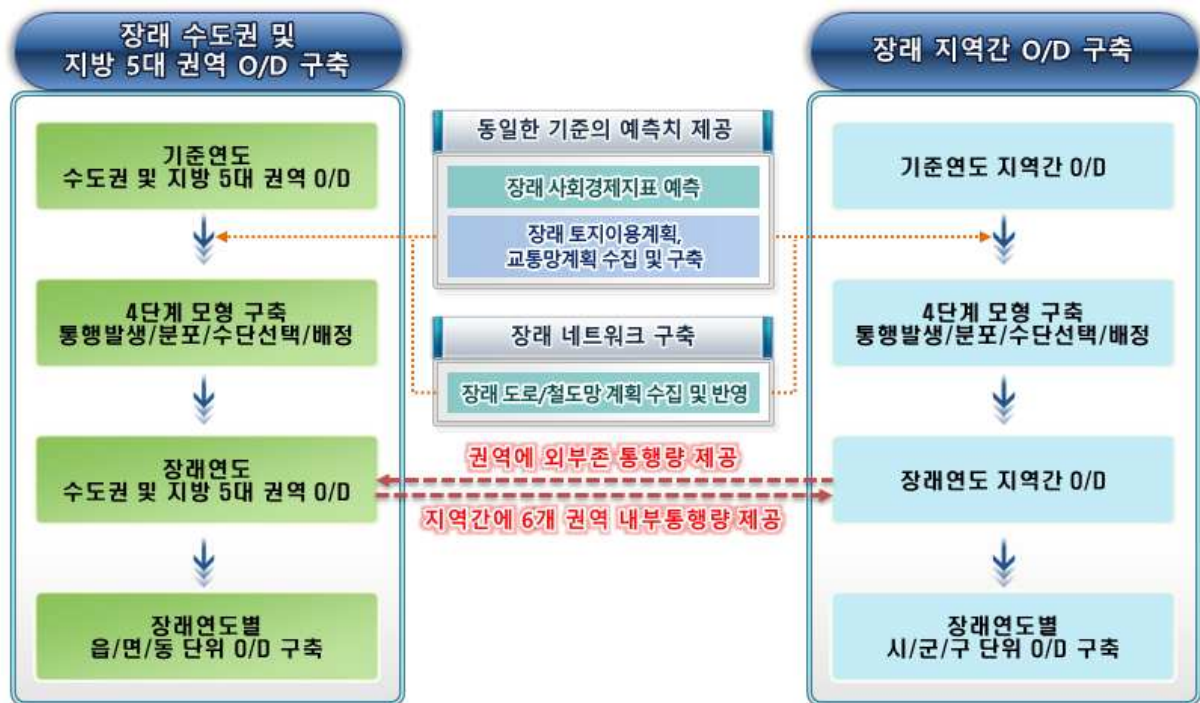 장래 수도권 및
지방 5대 권역 O/D 구축
기준연도
수도권 및 지방 5대 권역 O/D
4단계 모형 구축
통행발생/분포/수단선택/배정
장래연도
수도권 및 지방 5대 권역 O/D
장래연도별
읍/면/동 단위 O/D 구축
동일한 기준의 예측치 제공
장래 사회경제지표 예측
장래 토지이용계획,
교통망계획 수집 및 구축
장래 네트워크 구축
장래 도로/철도망 계획 수집 및 반영
권역에 외부존 통행량 제공
지역간에 6개 권역 내부통행량 제공
장래 지역간 O/D 구축
기준연도 지역간 O/D
4단계 모형 구축
통행발생/분포/수단선택/배정
장래연도 지역간 O/D
장래연도별
시/군/구 단위 O/D 구축